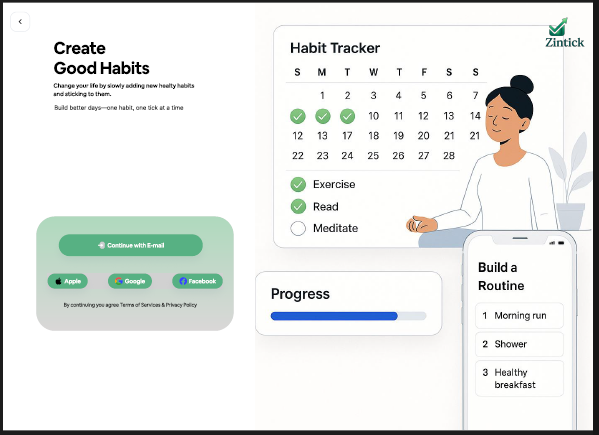 Create
Good Habits
Change your life by slowly adding new healty habits
and sticking to them.
Build better days—one habit, one tick at a time
Continue with E-mail
Apple Google Facebook
By continuing you agree Terms of Services & Privacy Policy
Zintick
Habit Tracker
S M T W T F S S
1 2 3 4 5 6 7
10 11 12 13 14
12 13 17 18 19 20 21 21
22 23 24 25 26 27 28
Exercise
Read
Meditate
Progress
Build a
Routine
1 Morning run
2 Shower
3 Healthy
breakfast